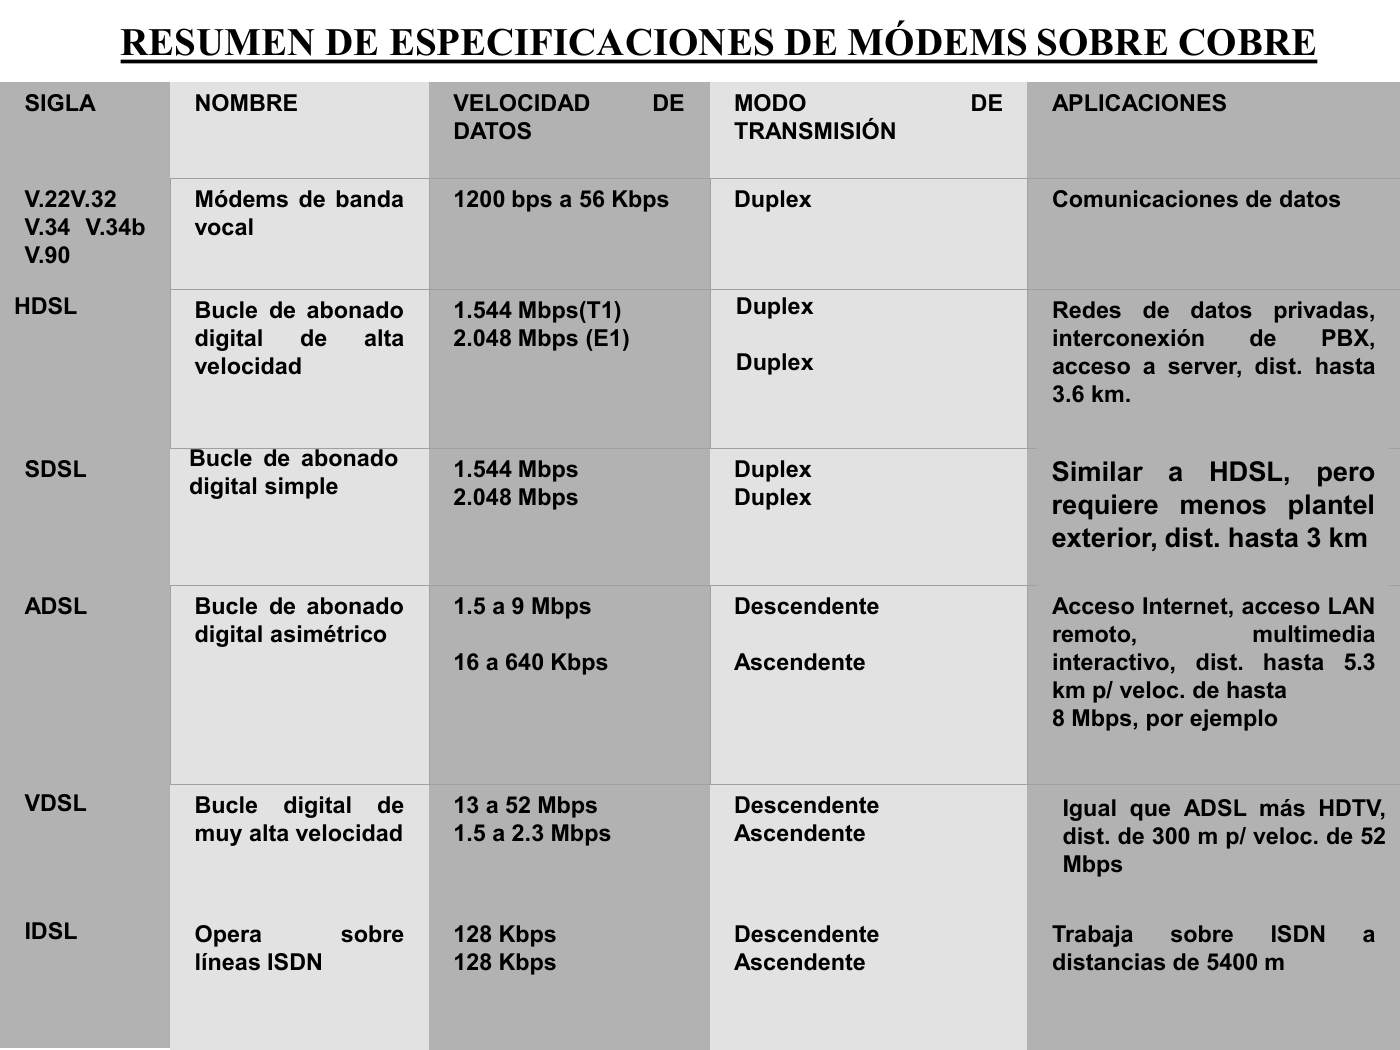 RESUMEN DE ESPECIFICACIONES DE MÓDEMS SOBRE COBRE
SIGLA
NOMBRE
VELOCIDAD DE
DATOS
MODO DE
TRANSMISIÓN
APLICACIONES
V.22V.32
V.34 V.34b
V.90
Módems de banda
vocal
1200 bps a 56 Kbps
Duplex
Comunicaciones de datos
HDSL
Bucle de abonado
digital de alta
velocidad
1.544 Mbps(T1)
2.048 Mbps (E1)
Duplex
Duplex
Redes de datos privadas,
interconexión de PBX,
acceso a server, dist. hasta
3.6 km.
SDSL
Bucle de abonado
digital simple
1.544 Mbps
2.048 Mbps
Duplex
Duplex
Similar a HDSL, pero
requiere menos plantel
exterior, dist. hasta 3 km
ADSL
Bucle de abonado
digital asimétrico
1.5 a 9 Mbps
16 a 640 Kbps
Descendente
Ascendente
Acceso Internet, acceso LAN
remoto, multimedia
interactivo, dist. hasta 5.3
km p/ veloc. de hasta
8 Mbps, por ejemplo
VDSL
Bucle digital de
muy alta velocidad
13 a 52 Mbps
1.5 a 2.3 Mbps
Descendente
Ascendente
Igual que ADSL más HDTV,
dist. de 300 m p/ veloc. de 52
Mbps
IDSL
Opera sobre
líneas ISDN
128 Kbps
128 Kbps
Descendente
Ascendente
Trabaja sobre ISDN a
distancias de 5400 m